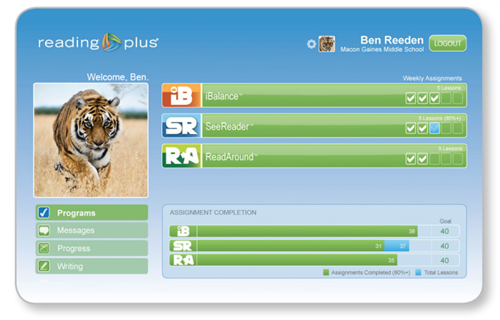 reading plus®
Ben Reeden
Macon Gaines Middle School
LOGOUT
Welcome, Ben.
Weekly Assignments
iB iBalance™
5 Lessons
SR SeeReader™
5 Lessons (80%+)
RA ReadAround™
5 Lessons
Programs
Messages
Progress
Writing
ASSIGNMENT COMPLETION
Goal
iB 38 40
SR 31 37 40
RA 35 40
Assignments Completed (80%+) Total Lessons